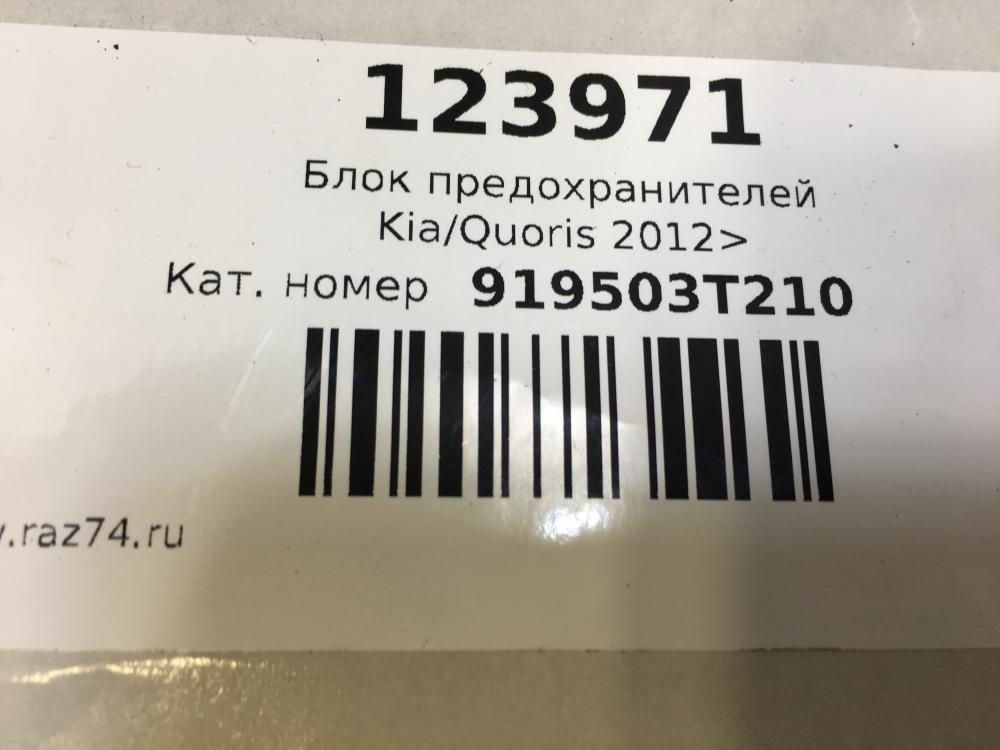 123971
Блок предохранителей
Kia/Quoris 2012>
Кат. номер 919503T210
.raz74.ru